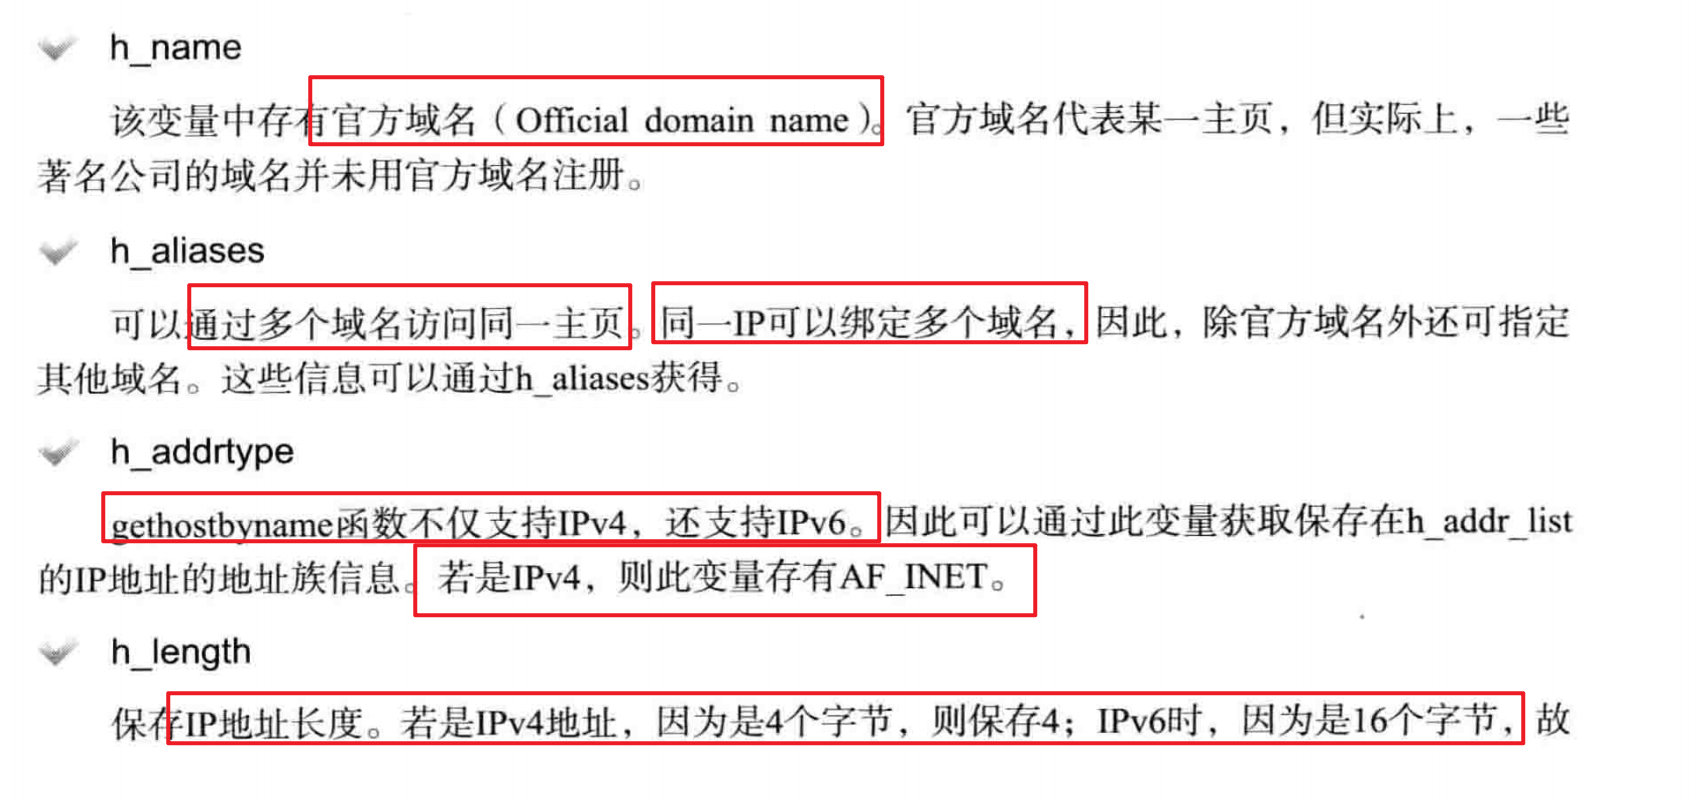 h_name
该变量中存有官方域名（Official domain name）。官方域名代表某一主页，但实际上，一些
著名公司的域名并未用官方域名注册。
h_aliases
可以通过多个域名访问同一主页。同一IP可以绑定多个域名，因此，除官方域名外还可指定
其他域名。这些信息可以通过h_aliases获得。
h_addrtype
gethostbyname函数不仅支持IPv4，还支持IPv6。因此可以通过此变量获取保存在h_addr_list
的IP地址的地址族信息。若是IPv4，则此变量存有AF_INET。
h_length
保存IP地址长度。若是IPv4地址，因为是4个字节，则保存4；IPv6时，因为是16个字节，故